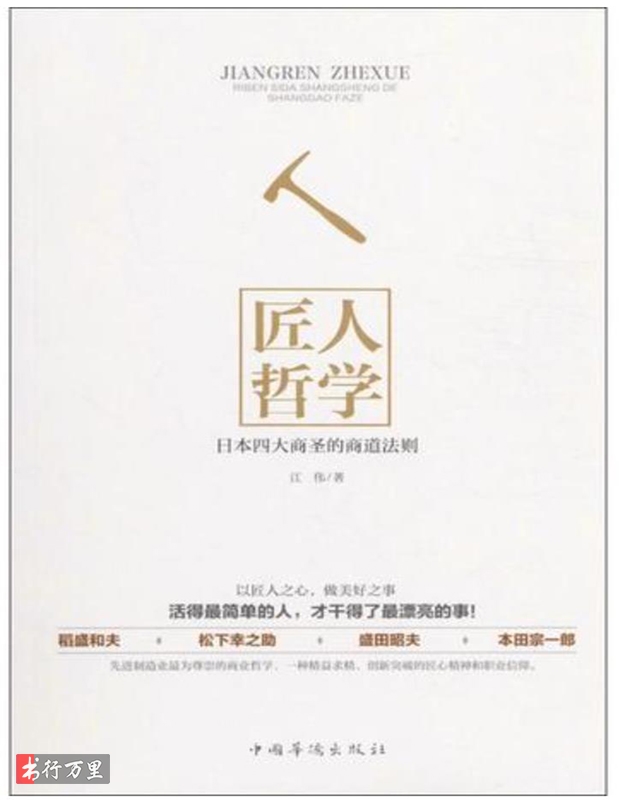 JIANGREN ZHEXUE
RIBEN SIDA SHANGSHENG DE
SHANGDAO FAZE
匠人
哲学
日本四大商圣的商道法则
江 伟/著
以匠人之心，做美好之事
活得最简单的人，才干得了最漂亮的事！
稻盛和夫 松下幸之助 盛田昭夫 本田宗一郎
先进制造业最为尊崇的商业哲学，一种精益求精、创新突破的匠心精神和职业信仰。
中国华侨出版社
书行万里